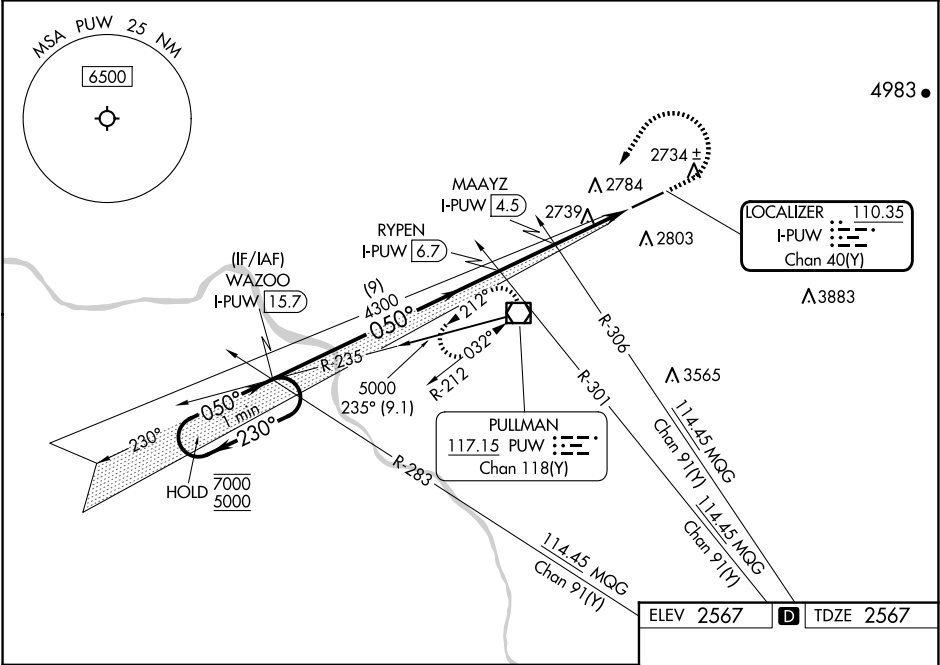 MSA PUW 25 NM
6500
4983
2734 ±
2784
MAAYZ
I-PUW 4.5
2739
2803
RYPEN
I-PUW 6.7
LOCALIZER 110.35
I-PUW
Chan 40(Y)
3883
(IF/IAF)
WAZOO
I-PUW 15.7
(9)
4300
050°
212°
032°
R-235
R-212
5000
235° (9.1)
R-306
R-301
3565
050°
1 min
230°
230°
HOLD 7000
5000
PULLMAN
117.15 PUW
Chan 118(Y)
R-283
114.45 MQG
Chan 91(Y)
114.45 MQG
Chan 91(Y)
114.45 MQG
Chan 91(Y)
ELEV 2567 D TDZE 2567